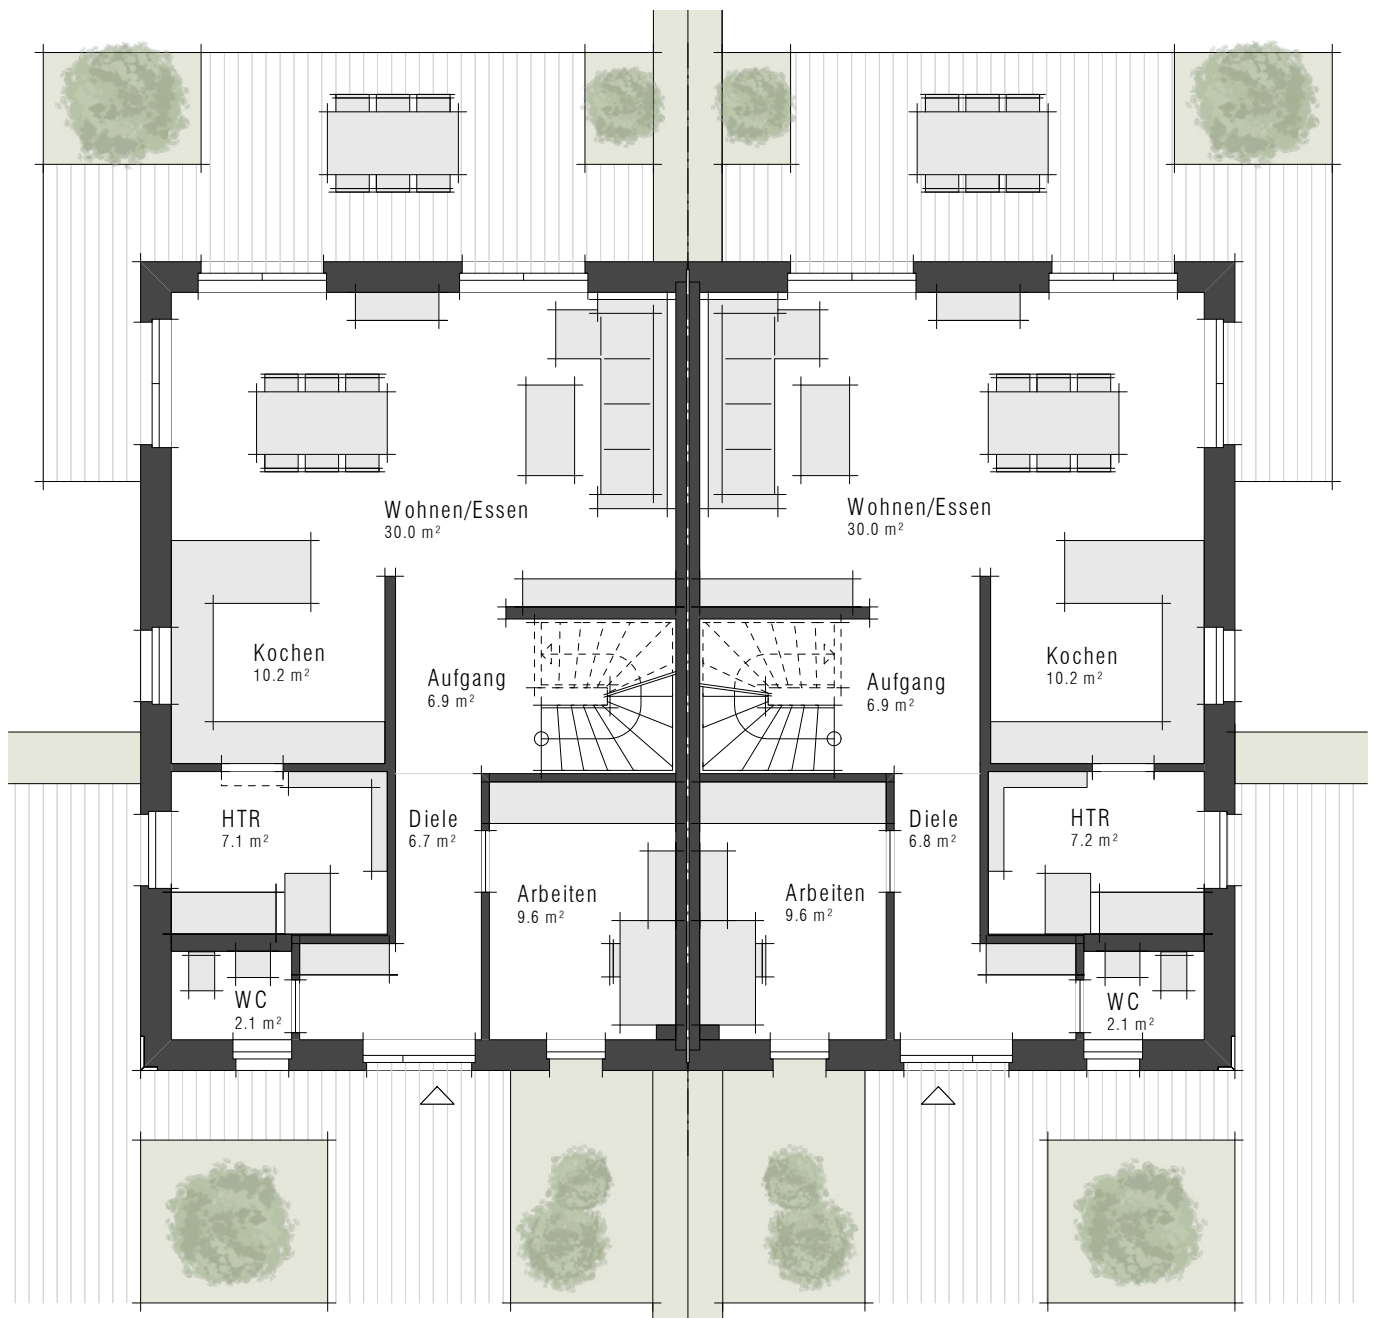 Wohnen/Essen
30.0 m²
Wohnen/Essen
30.0 m²
Kochen
10.2 m²
Aufgang
6.9 m²
Aufgang
6.9 m²
Kochen
10.2 m²
HTR
7.1 m²
Diele
6.7 m²
Diele
6.8 m²
HTR
7.2 m²
Arbeiten
9.6 m²
Arbeiten
9.6 m²
WC
2.1 m²
WC
2.1 m²